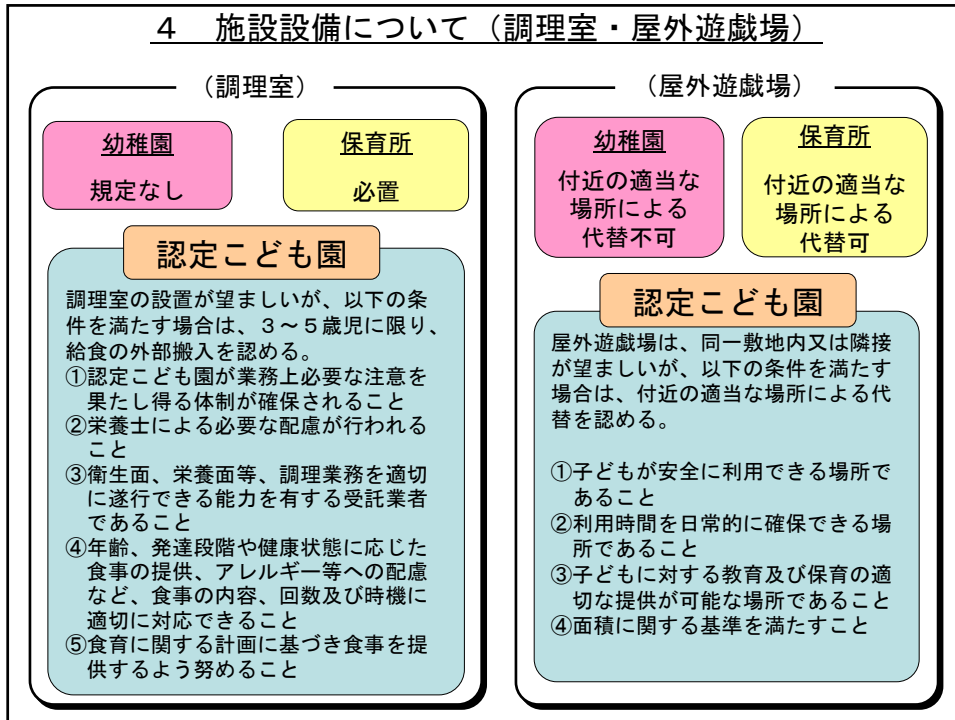 ４　施設設備について（調理室・屋外遊戯場）
（調理室）
幼稚園
規定なし
保育所
必置
認定こども園
調理室の設置が望ましいが、以下の条
件を満たす場合は、３～５歳児に限り、
給食の外部搬入を認める。
①認定こども園が業務上必要な注意を
果たし得る体制が確保されること
②栄養士による必要な配慮が行われる
こと
③衛生面、栄養面等、調理業務を適切
に遂行できる能力を有する受託業者
であること
④年齢、発達段階や健康状態に応じた
食事の提供、アレルギー等への配慮
など、食事の内容、回数及び時機に
適切に対応できること
⑤食育に関する計画に基づき食事を提
供するよう努めること
（屋外遊戯場）
幼稚園
付近の適当な
場所による
代替不可
保育所
付近の適当な
場所による
代替可
認定こども園
屋外遊戯場は、同一敷地内又は隣接
が望ましいが、以下の条件を満たす
場合は、付近の適当な場所による代
替を認める。
①子どもが安全に利用できる場所で
あること
②利用時間を日常的に確保できる場
所であること
③子どもに対する教育及び保育の適
切な提供が可能な場所であること
④面積に関する基準を満たすこと